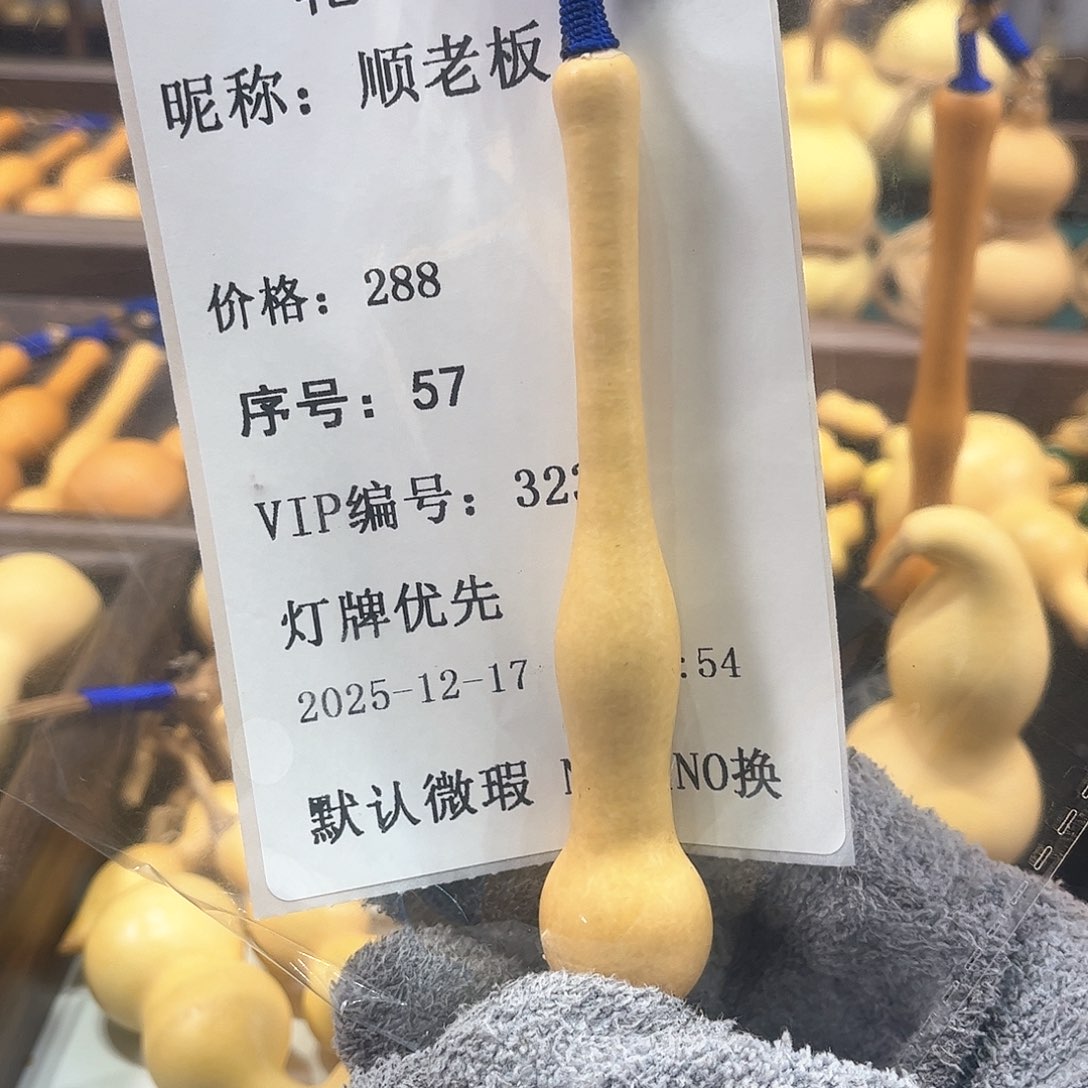 昵称：顺老板
价格：288
序号：57
VIP编号：32
灯牌优先
2025-12-17 :54
默认微瑕 NO换